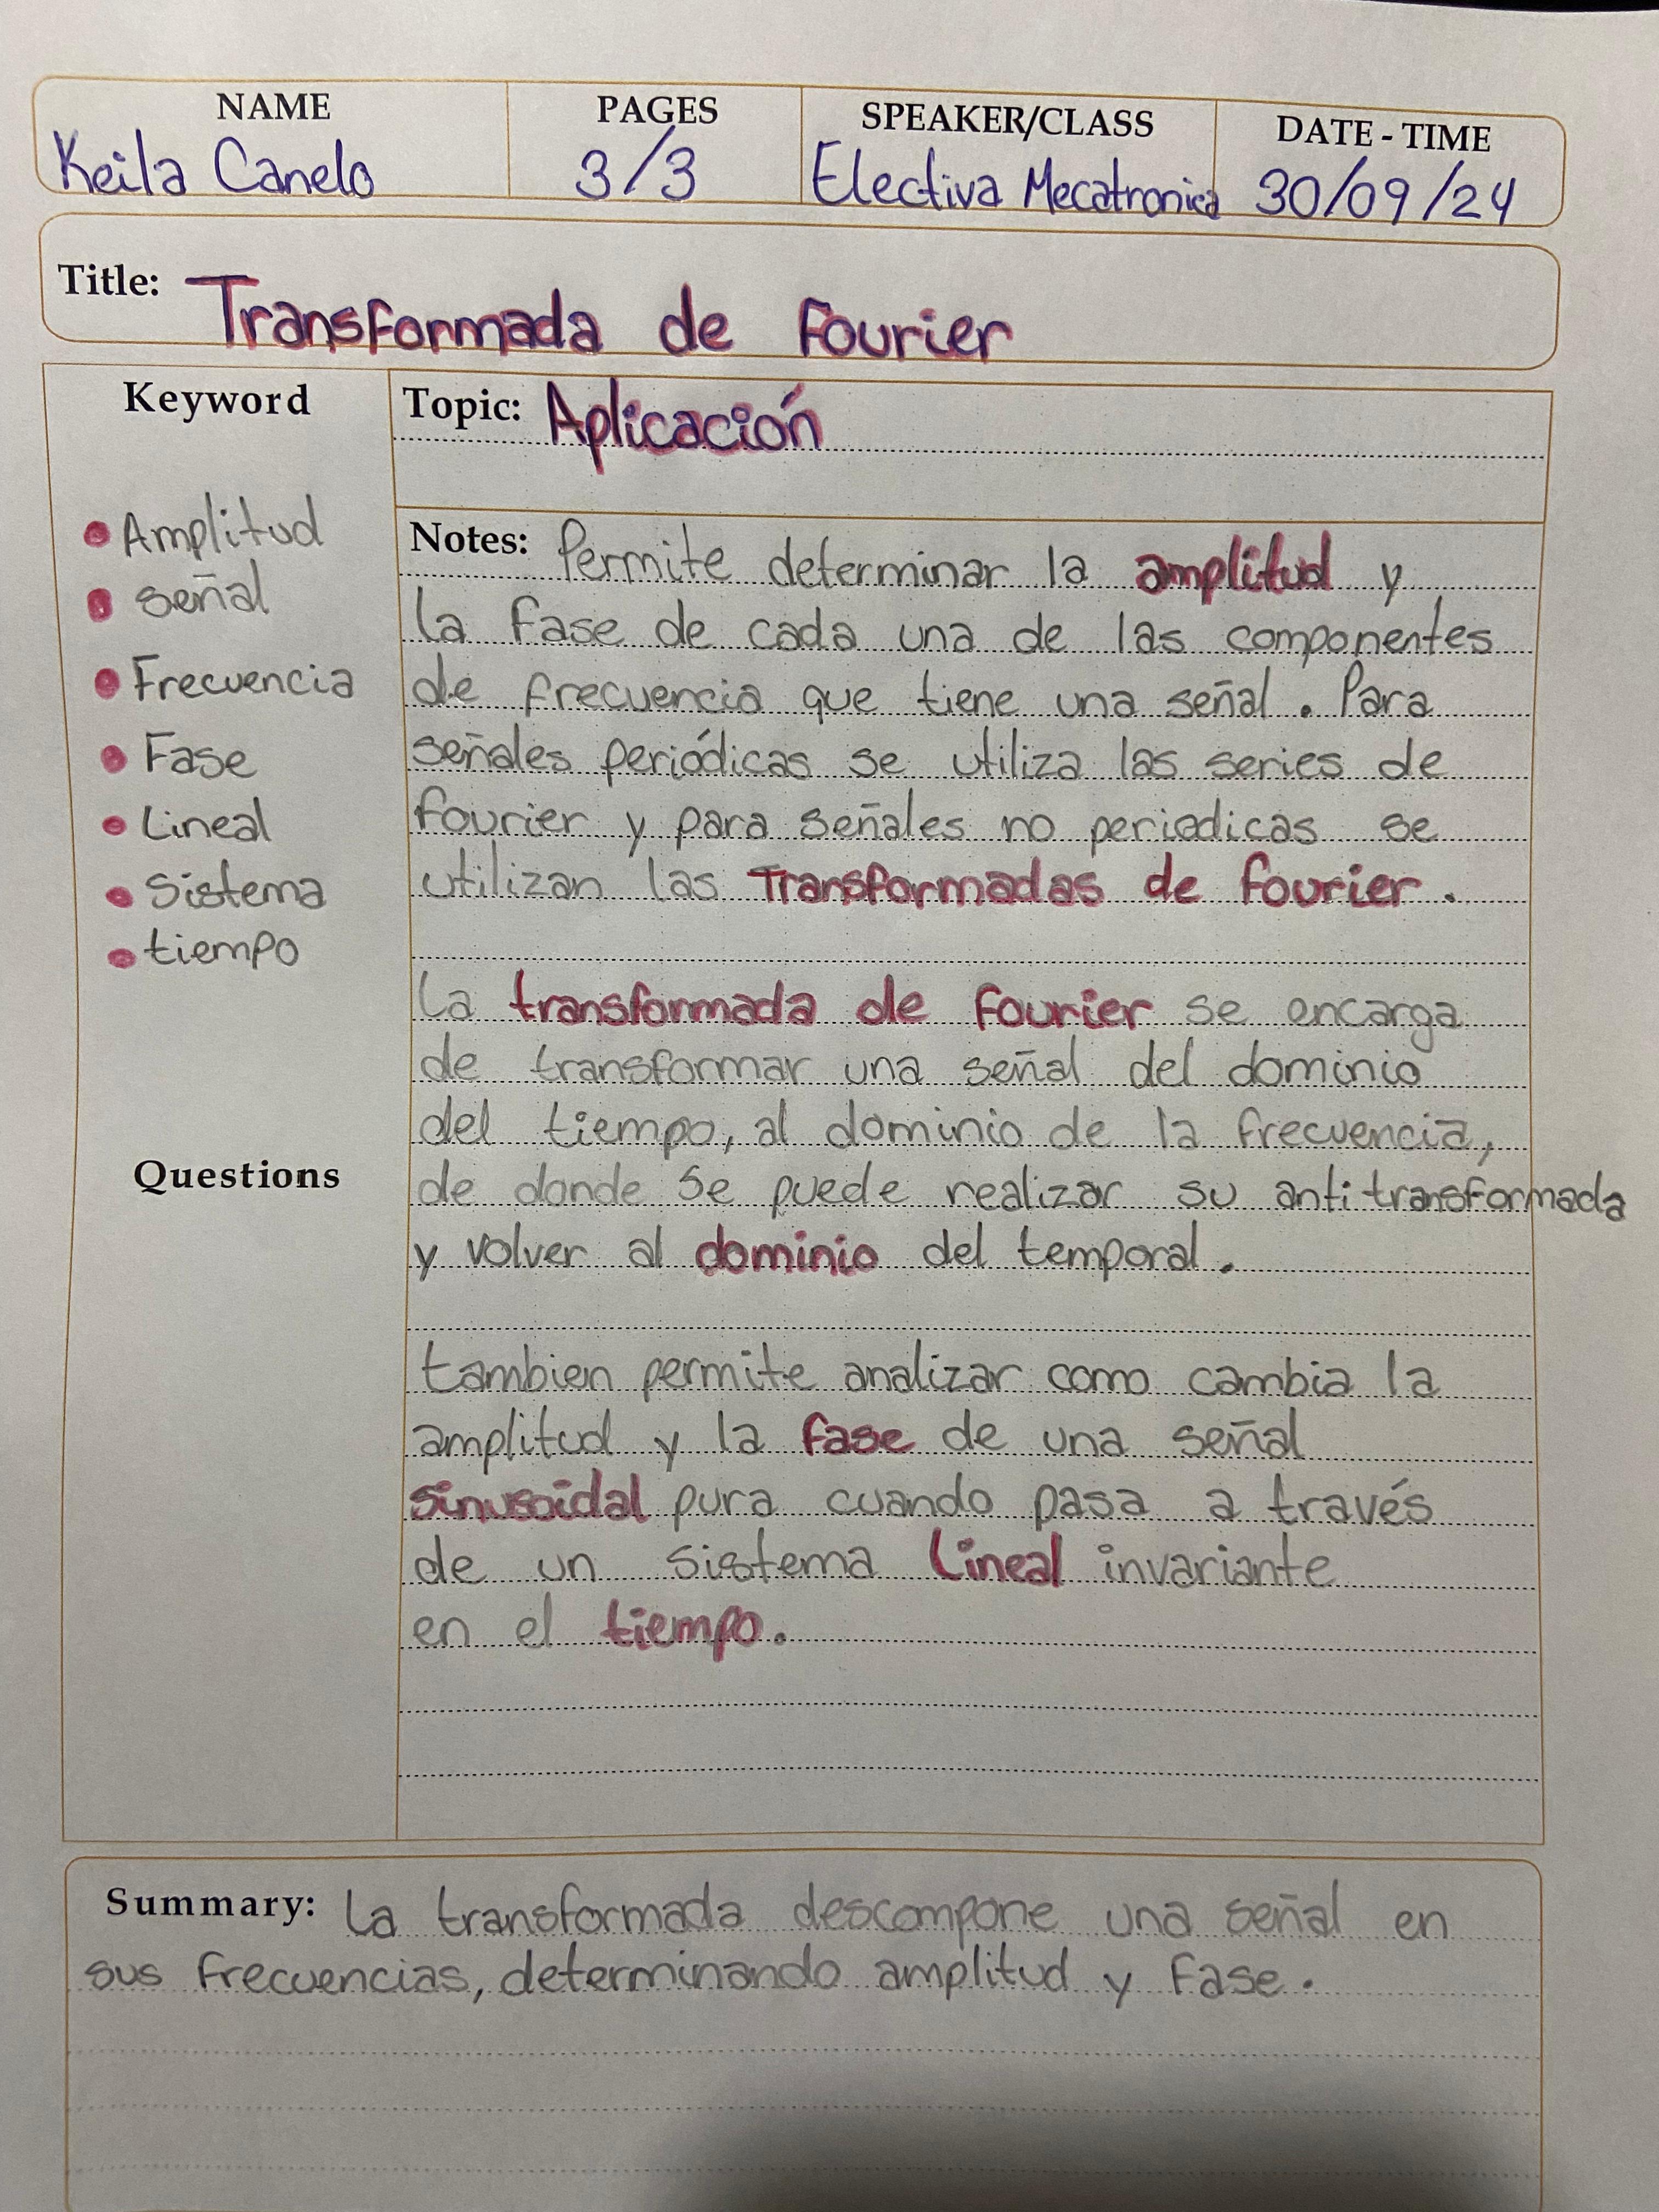 NAME PAGES SPEAKER/CLASS DATE - TIME
Keila Canelo 3/3 Electiva Mecatronica 30/09/24
Title: Transformada de Fourier
Keyword
• Amplitud
• señal
• Frecuencia
• Fase
• Lineal
• Sistema
• tiempo
Questions
Topic: Aplicación
Notes: Permite determinar la amplitud y
la fase de cada una de las componentes
de frecuencia que tiene una señal. Para
señales periódicas se utiliza las series de
fourier y para señales no periodicas se
utilizan las Transformadas de fourier.
La transformada de fourier se encarga
de transformar una señal del dominio
del tiempo, al dominio de la frecuencia,
de donde se puede realizar su antitransformada
y volver al dominio del temporal.
tambien permite analizar como cambia la
amplitud y la fase de una señal
sinusoidal pura cuando pasa a través
de un sistema Lineal invariante
en el tiempo.
Summary: La transformada descompone una señal en
sus frecuencias, determinando amplitud y fase.